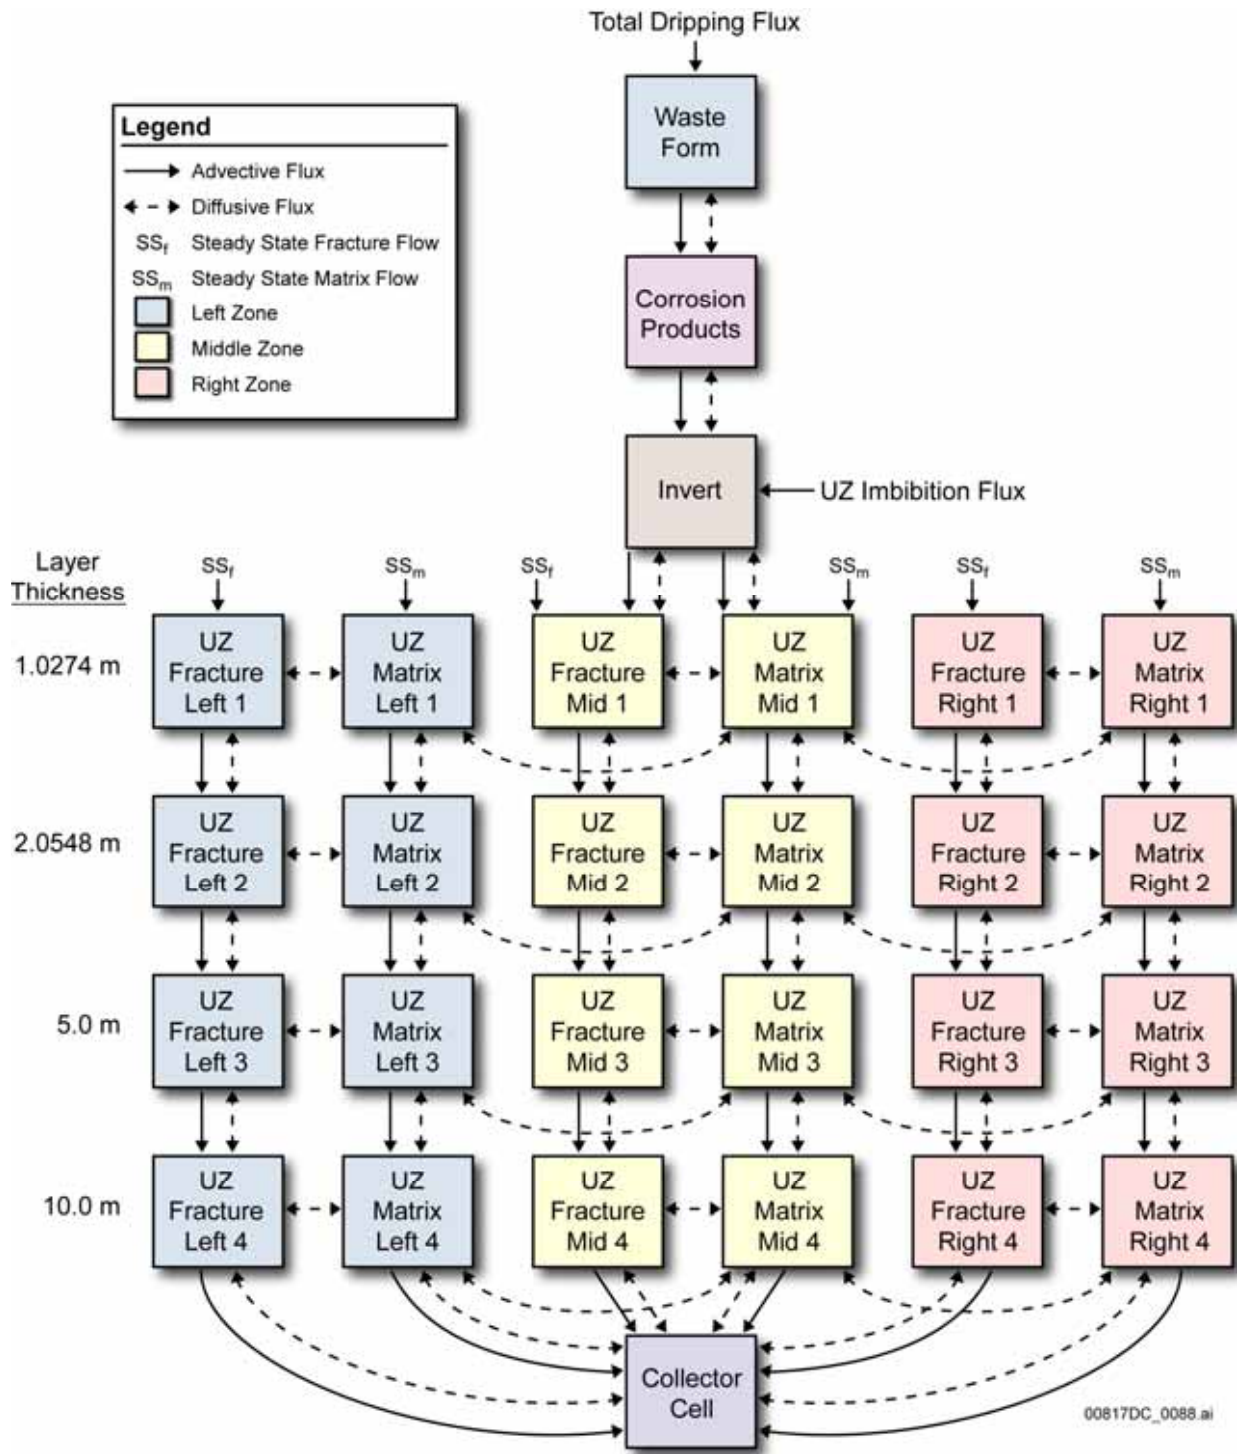 Total Dripping Flux
Waste
Form
Legend
Advective Flux
Diffusive Flux
SSf Steady State Fracture Flow
SSm Steady State Matrix Flow
Left Zone
Middle Zone
Right Zone
Corrosion
Products
Invert
UZ Imbibition Flux
Layer
Thickness
SSf
SSm
SSf
SSm
SSf
SSm
1.0274 m
UZ
Fracture
Left 1
UZ
Matrix
Left 1
UZ
Fracture
Mid 1
UZ
Matrix
Mid 1
UZ
Fracture
Right 1
UZ
Matrix
Right 1
2.0548 m
UZ
Fracture
Left 2
UZ
Matrix
Left 2
UZ
Fracture
Mid 2
UZ
Matrix
Mid 2
UZ
Fracture
Right 2
UZ
Matrix
Right 2
5.0 m
UZ
Fracture
Left 3
UZ
Matrix
Left 3
UZ
Fracture
Mid 3
UZ
Matrix
Mid 3
UZ
Fracture
Right 3
UZ
Matrix
Right 3
10.0 m
UZ
Fracture
Left 4
UZ
Matrix
Left 4
UZ
Fracture
Mid 4
UZ
Matrix
Mid 4
UZ
Fracture
Right 4
UZ
Matrix
Right 4
Collector
Cell
00817DC_0088.ai